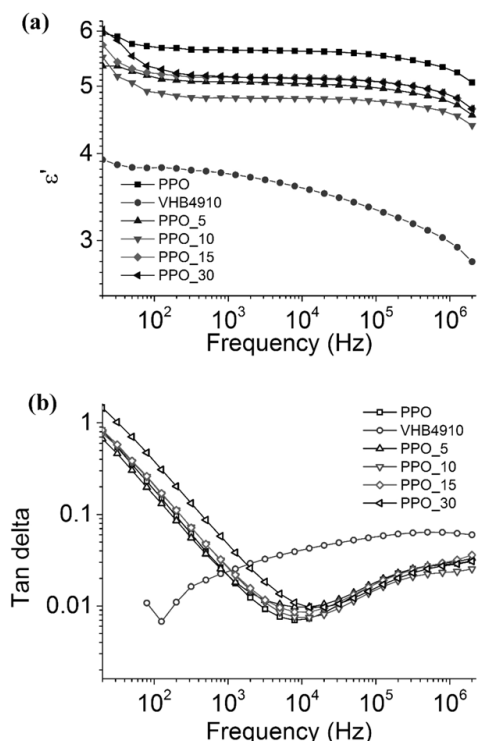 (a)
6
5
4
3
ε'
PPO
VHB4910
PPO_5
PPO_10
PPO_15
PPO_30
10² 10³ 10⁴ 10⁵ 10⁶
Frequency (Hz)
(b)
1
0.1
0.01
Tan delta
PPO
VHB4910
PPO_5
PPO_10
PPO_15
PPO_30
10² 10³ 10⁴ 10⁵ 10⁶
Frequency (Hz)